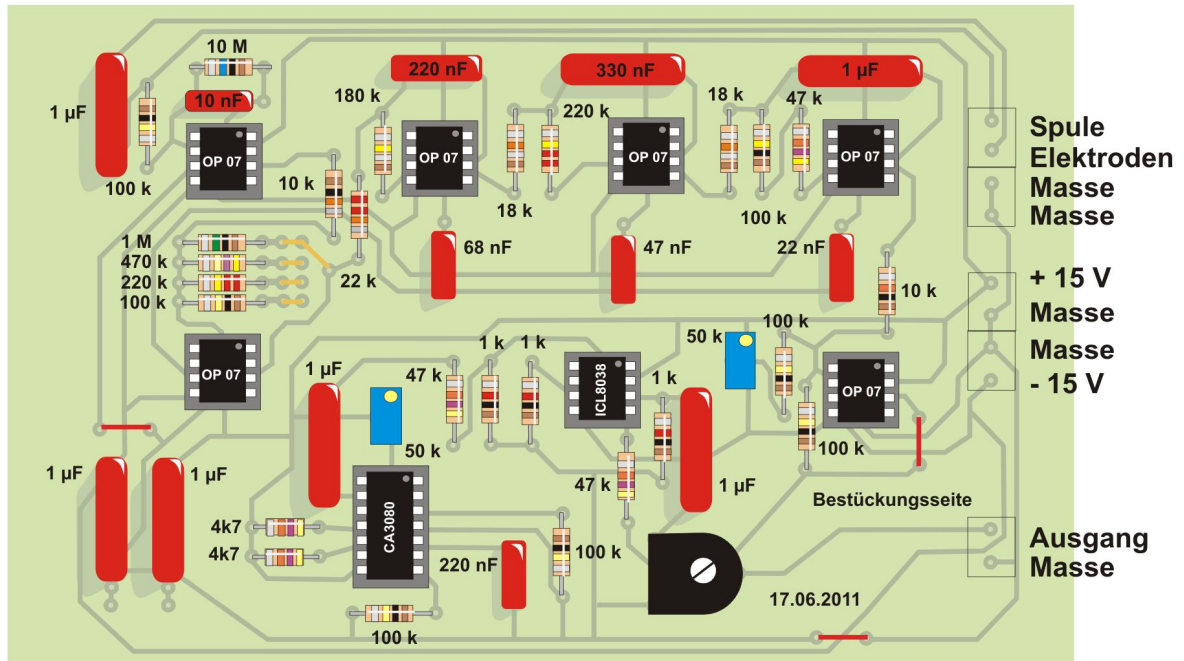 10 M
1 µF
10 nF
100 k
OP 07
180 k
220 nF
OP 07
10 k
18 k
330 nF
220 k
OP 07
18 k
47 k
1 µF
100 k
OP 07
Spule
Elektroden
Masse
Masse
+ 15 V
Masse
Masse
- 15 V
1 M
470 k
220 k
100 k
22 k
68 nF
47 nF
22 nF
10 k
OP 07
1 µF
50 k
47 k
1 k
1 k
ICL8038
1 k
50 k
100 k
OP 07
100 k
1 µF
1 µF
4k7
4k7
CA3080
100 k
220 nF
100 k
47 k
1 µF
Bestückungsseite
17.06.2011
Ausgang
Masse